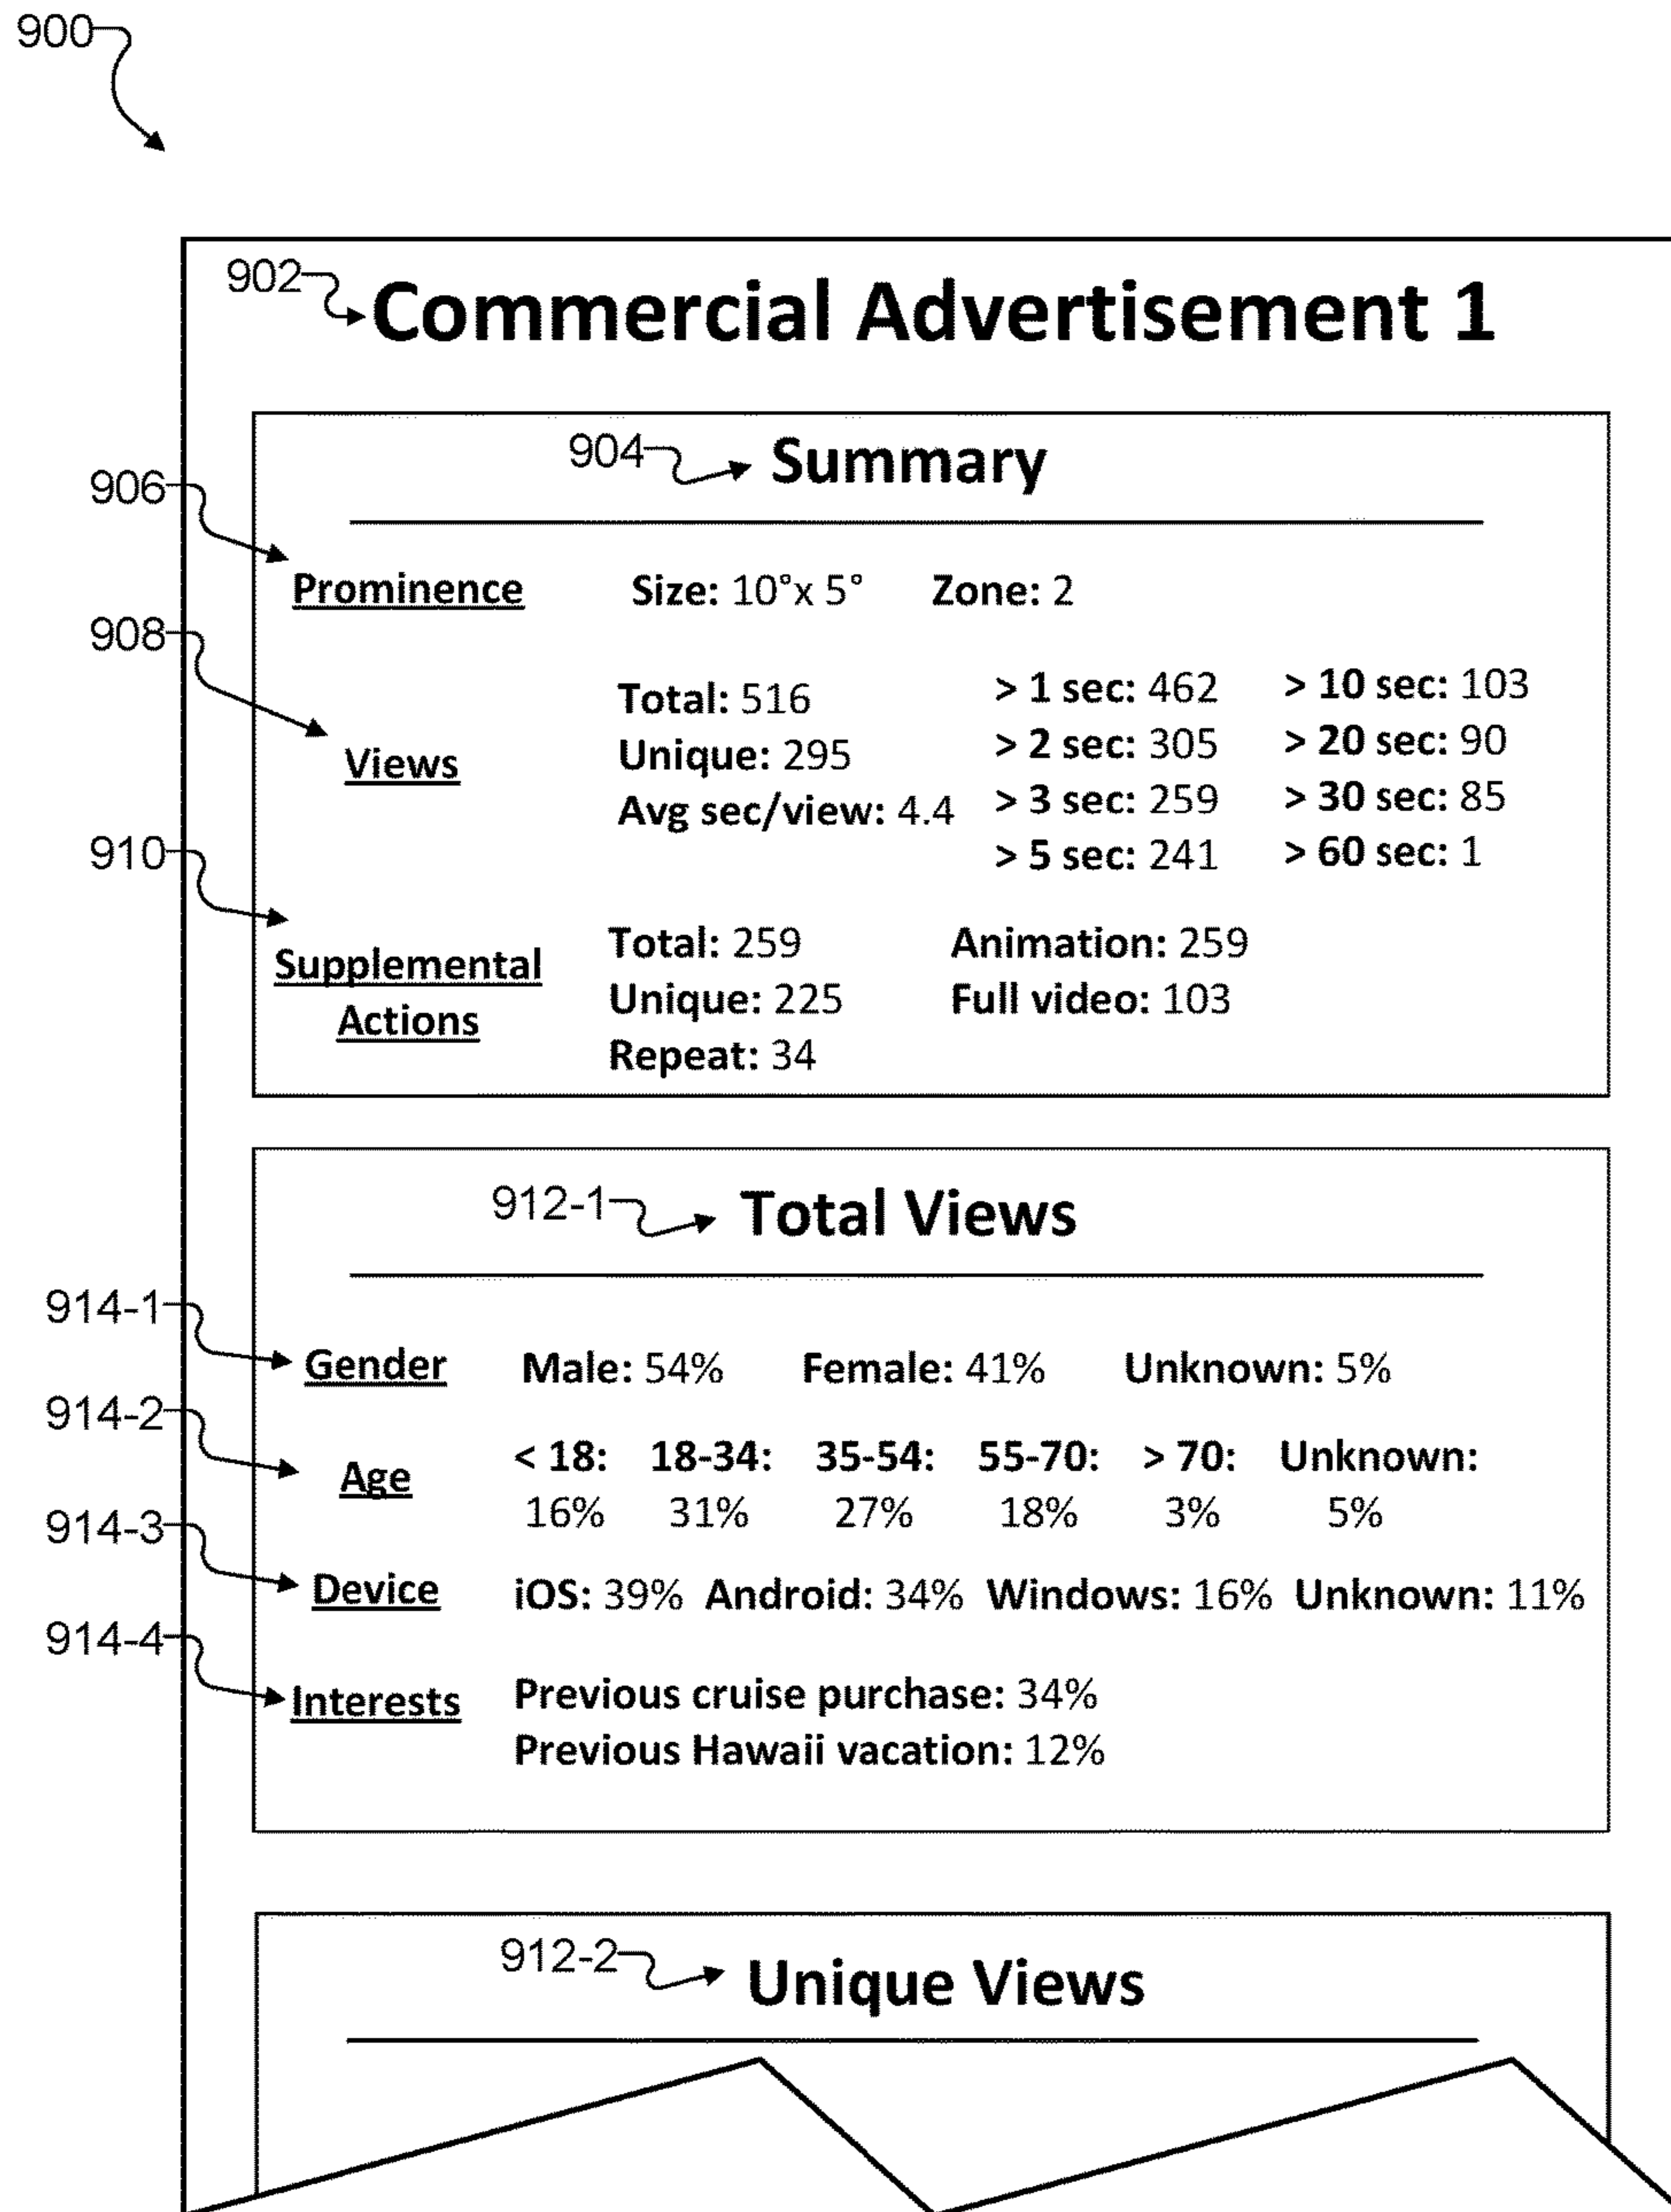 900
902
Commercial Advertisement 1
904
Summary
906
Prominence Size: 10°x 5° Zone: 2
908
Views
Total: 516
Unique: 295
Avg sec/view: 4.4
> 1 sec: 462
> 2 sec: 305
> 3 sec: 259
> 5 sec: 241
> 10 sec: 103
> 20 sec: 90
> 30 sec: 85
> 60 sec: 1
910
Supplemental
Actions
Total: 259
Unique: 225
Repeat: 34
Animation: 259
Full video: 103
912-1
Total Views
914-1
Gender Male: 54% Female: 41% Unknown: 5%
914-2
Age
< 18: 18-34: 35-54: 55-70: > 70: Unknown:
16% 31% 27% 18% 3% 5%
914-3
Device iOS: 39% Android: 34% Windows: 16% Unknown: 11%
914-4
Interests
Previous cruise purchase: 34%
Previous Hawaii vacation: 12%
912-2
Unique Views